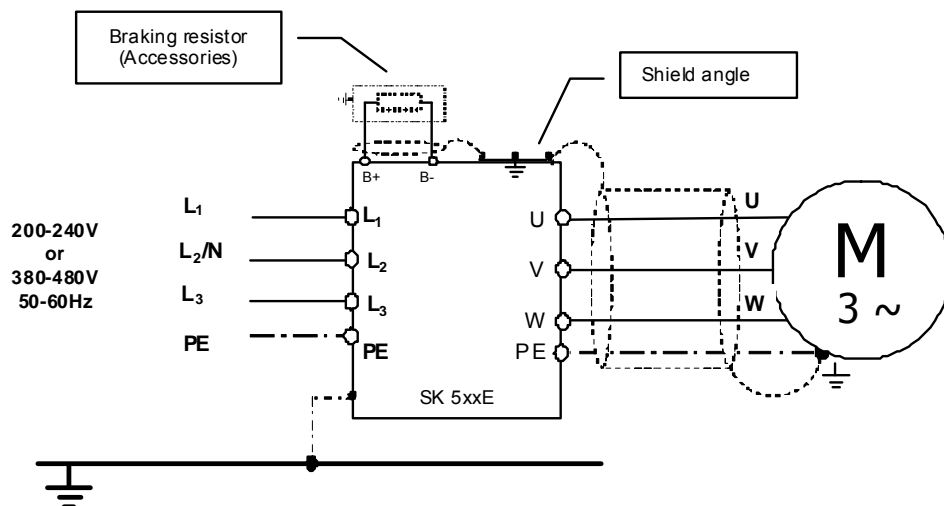 Braking resistor
(Accessories)
Shield angle
B+ B-
L1 L1 U U
200-240V
or
380-480V
50-60Hz
L2/N L2 V V
L3 L3 W W
PE PE PE
M
3 ~
SK 5xxE